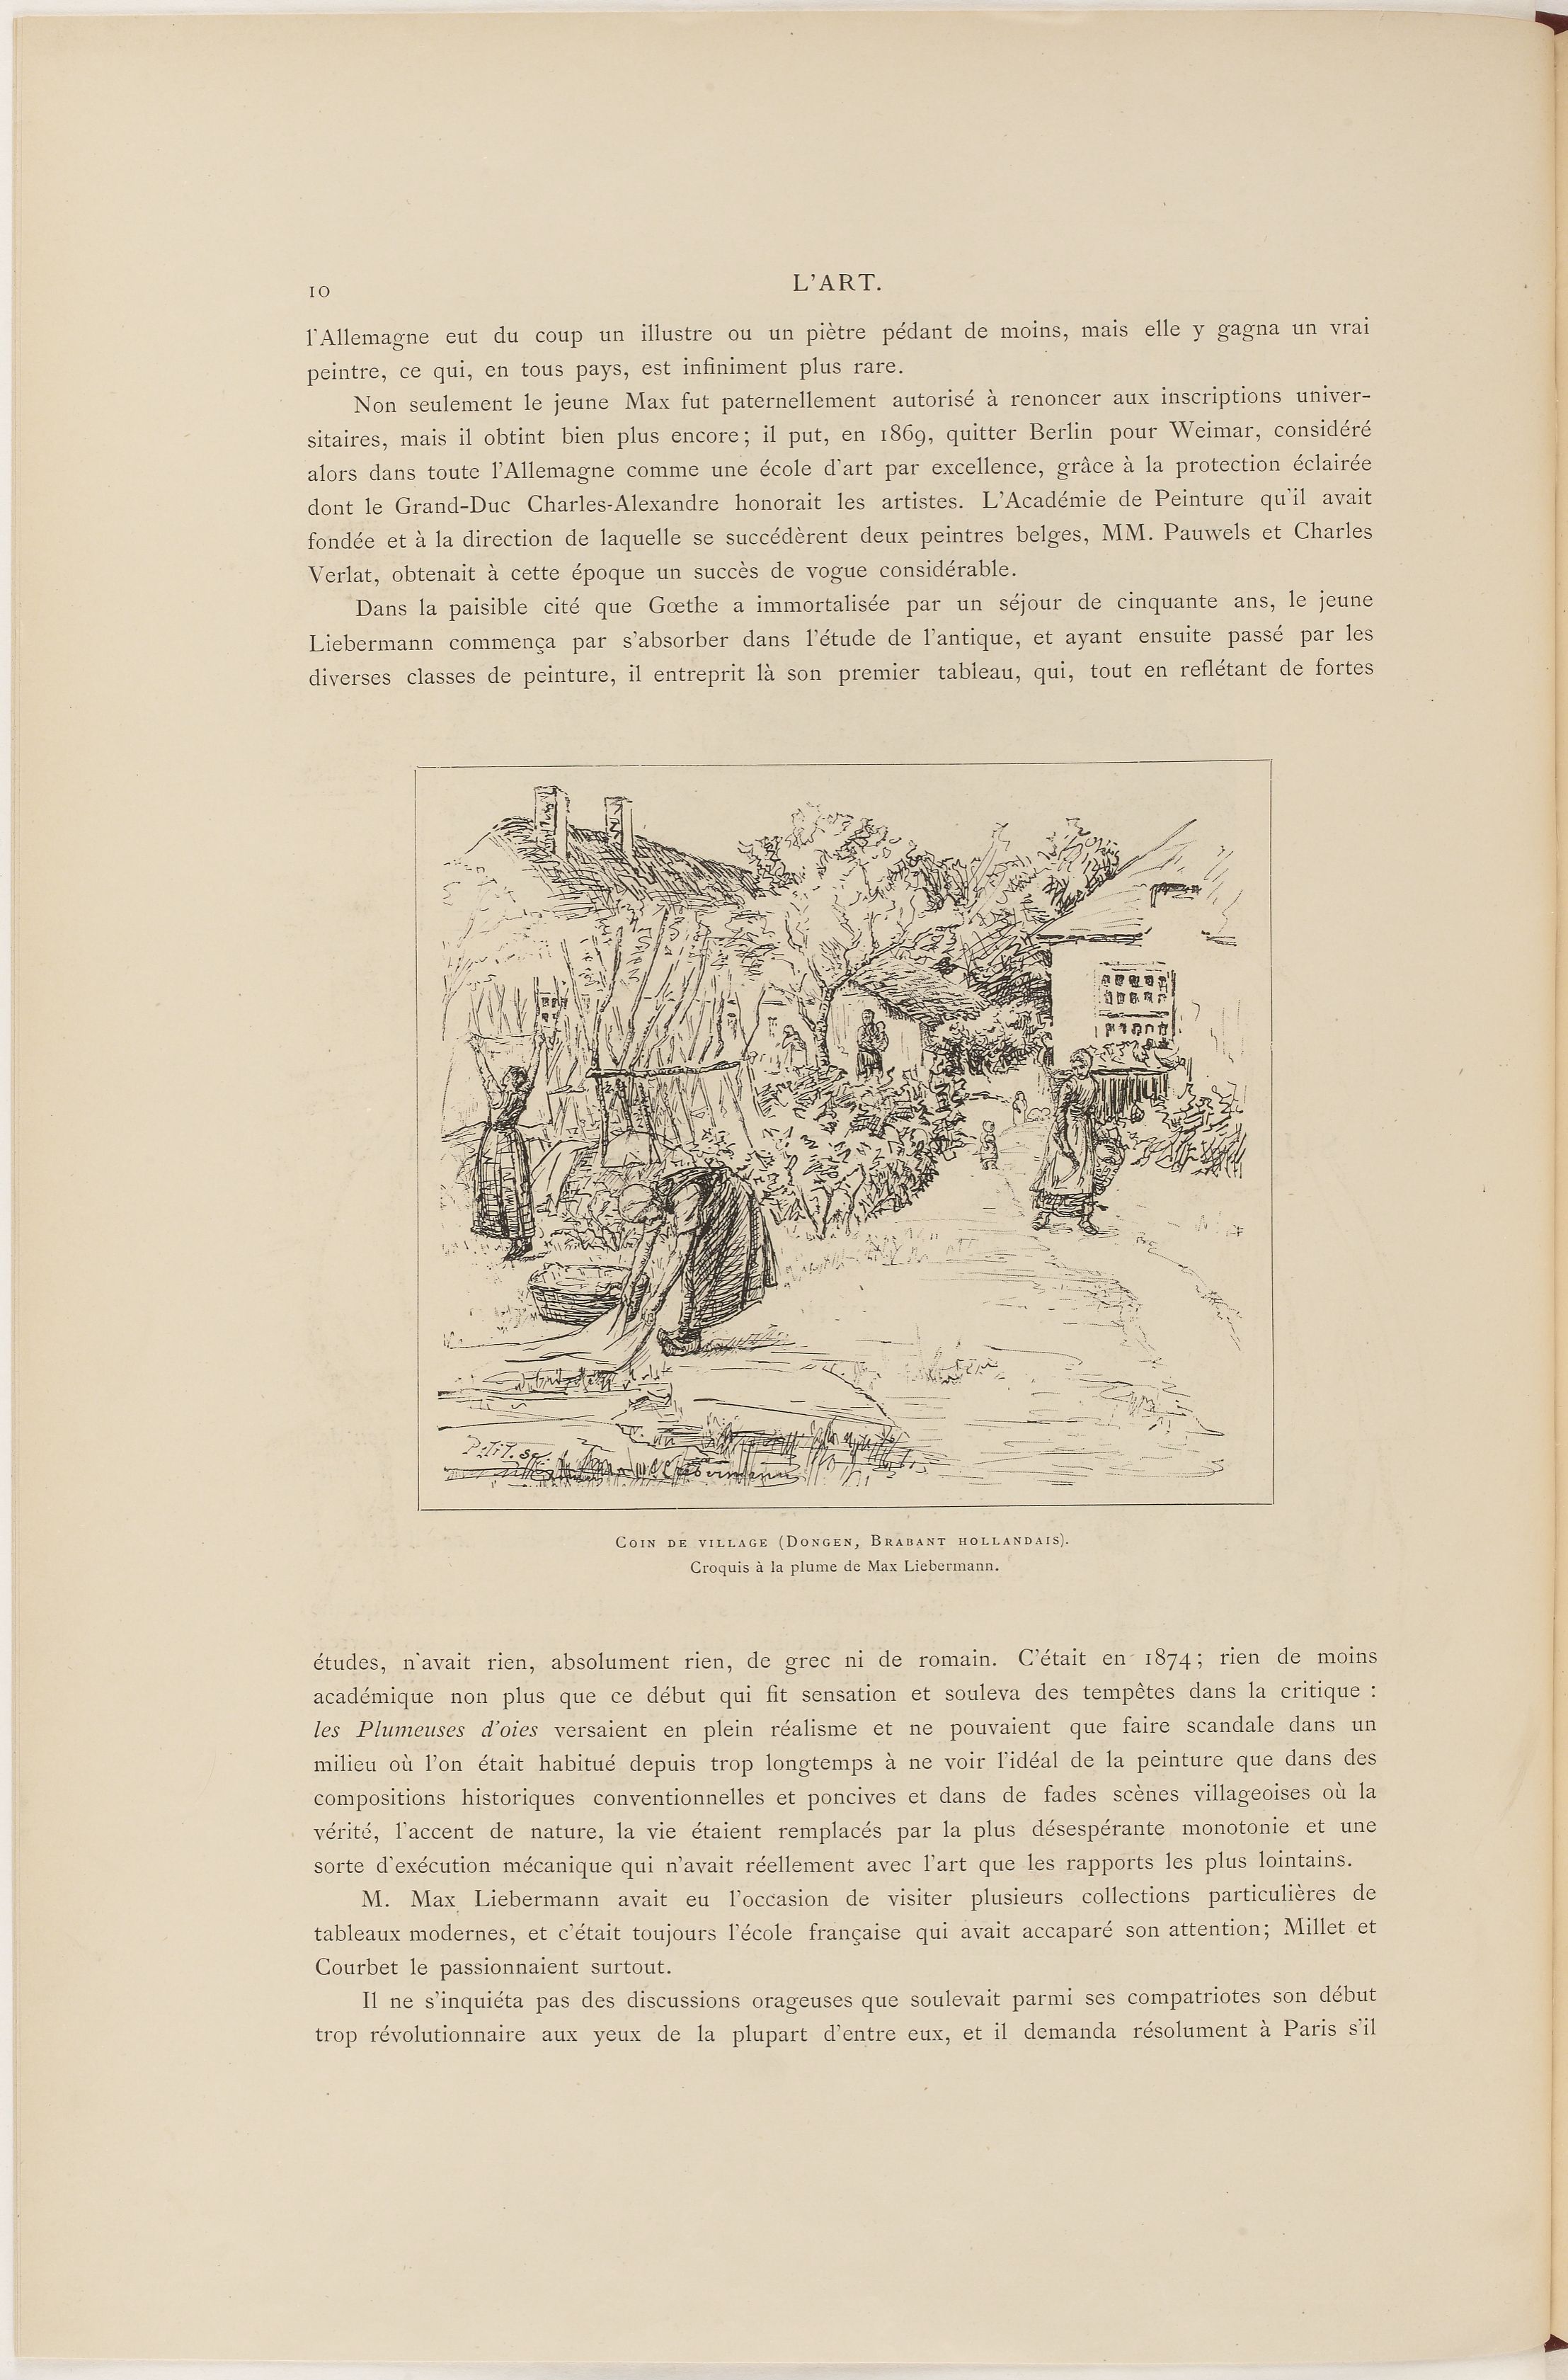 10
L'ART.
l'Allemagne eut du coup un illustre ou un piètre pédant de moins, mais elle y gagna un vrai
peintre, ce qui, en tous pays, est infiniment plus rare.
Non seulement le jeune Max fut paternellement autorisé à renoncer aux inscriptions univer-
sitaires, mais il obtint bien plus encore; il put, en 1869, quitter Berlin pour Weimar, considéré
alors dans toute l'Allemagne comme une école d'art par excellence, grâce à la protection éclairée
dont le Grand-Duc Charles-Alexandre honorait les artistes. L'Académie de Peinture qu'il avait
fondée et à la direction de laquelle se succédèrent deux peintres belges, MM. Pauwels et Charles
Verlat, obtenait à cette époque un succès de vogue considérable.
Dans la paisible cité que Gœthe a immortalisée par un séjour de cinquante ans, le jeune
Liebermann commença par s'absorber dans l'étude de l'antique, et ayant ensuite passé par les
diverses classes de peinture, il entreprit là son premier tableau, qui, tout en reflétant de fortes
Petit. sc
Liebermann
Coin de village (Dongen, Brabant hollandais).
Croquis à la plume de Max Liebermann.
études, n'avait rien, absolument rien, de grec ni de romain. C'était en 1874; rien de moins
académique non plus que ce début qui fit sensation et souleva des tempêtes dans la critique :
les Plumeuses d'oies versaient en plein réalisme et ne pouvaient que faire scandale dans un
milieu où l'on était habitué depuis trop longtemps à ne voir l'idéal de la peinture que dans des
compositions historiques conventionnelles et poncives et dans de fades scènes villageoises où la
vérité, l'accent de nature, la vie étaient remplacés par la plus désespérante monotonie et une
sorte d'exécution mécanique qui n'avait réellement avec l'art que les rapports les plus lointains.
M. Max Liebermann avait eu l'occasion de visiter plusieurs collections particulières de
tableaux modernes, et c'était toujours l'école française qui avait accaparé son attention; Millet et
Courbet le passionnaient surtout.
Il ne s'inquiéta pas des discussions orageuses que soulevait parmi ses compatriotes son début
trop révolutionnaire aux yeux de la plupart d'entre eux, et il demanda résolument à Paris s'il